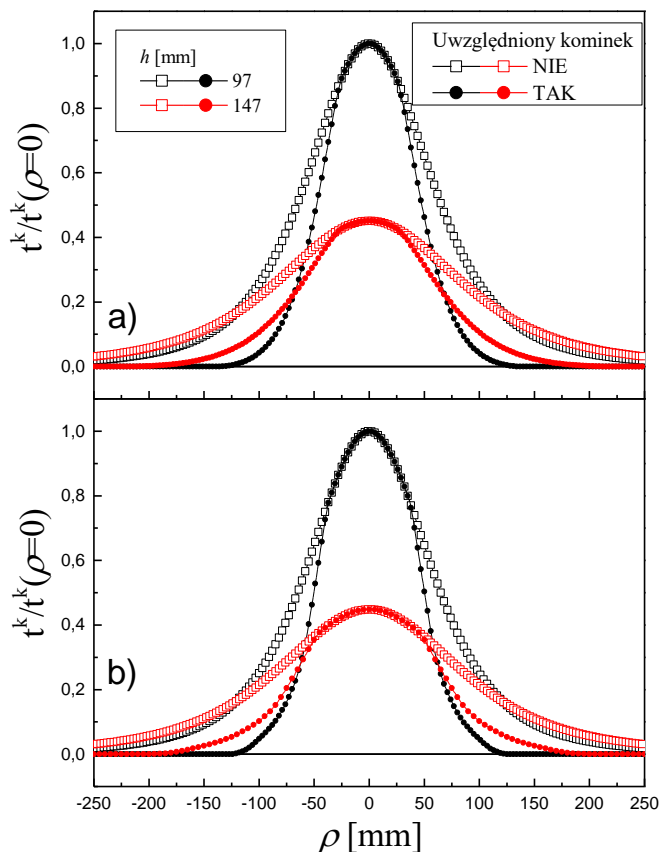 h [mm]
97
147
Uwzględniony kominek
NIE
TAK
t^k/t^k(ρ=0)
1,0
0,8
0,6
0,4
0,2
0,0
a)
t^k/t^k(ρ=0)
1,0
0,8
0,6
0,4
0,2
0,0
b)
-250 -200 -150 -100 -50 0 50 100 150 200 250
ρ [mm]